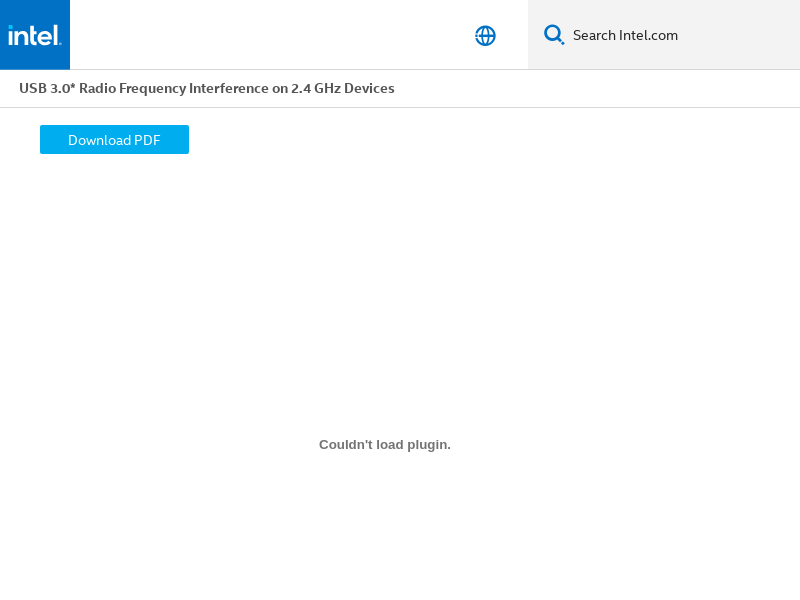 intel.
Search Intel.com
USB 3.0* Radio Frequency Interference on 2.4 GHz Devices
Download PDF
Couldn't load plugin.